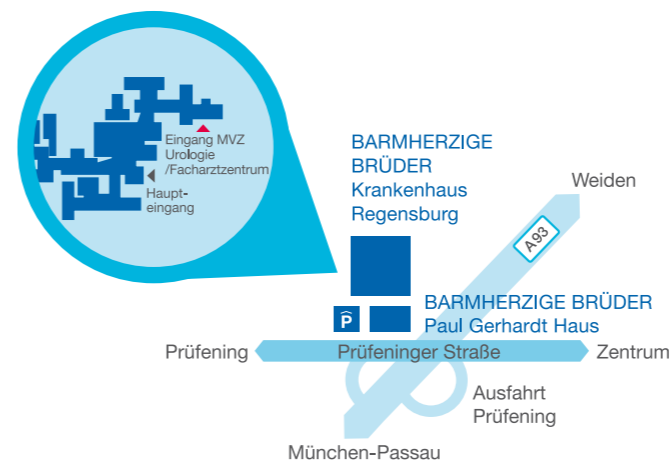 Eingang MVZ
Urologie
/Facharztzentrum
Haupt-
eingang
BARMHERZIGE
BRÜDER
Krankenhaus
Regensburg
Weiden
A93
P
BARMHERZIGE BRÜDER
Paul Gerhardt Haus
Prüfening
Prüfeninger Straße
Zentrum
Ausfahrt
Prüfening
München-Passau